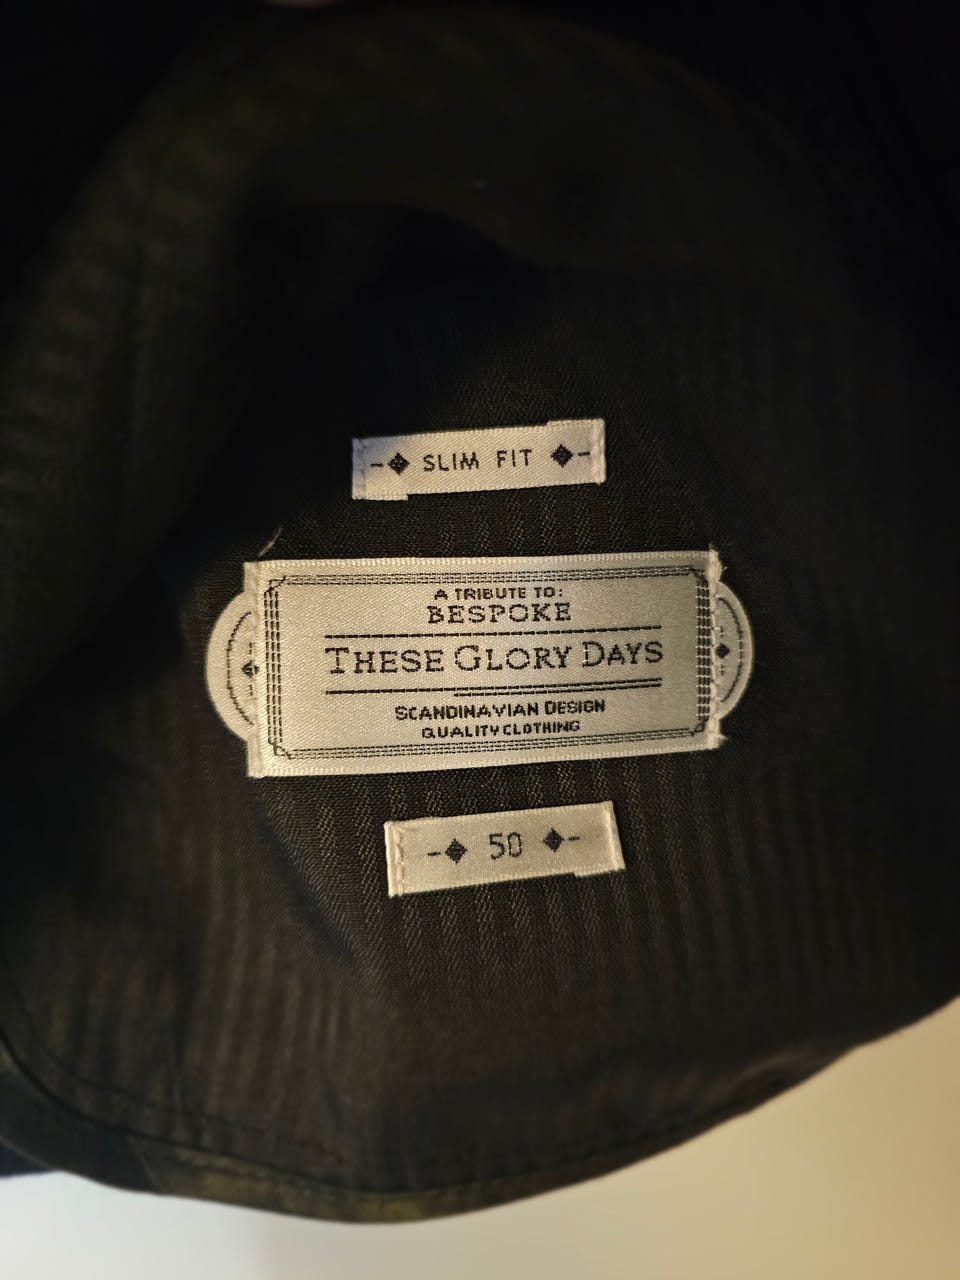 SLIM FIT
A TRIBUTE TO:
BESPOKE
THESE GLORY DAYS
SCANDINAVIAN DESIGN
QUALITY CLOTHING
50